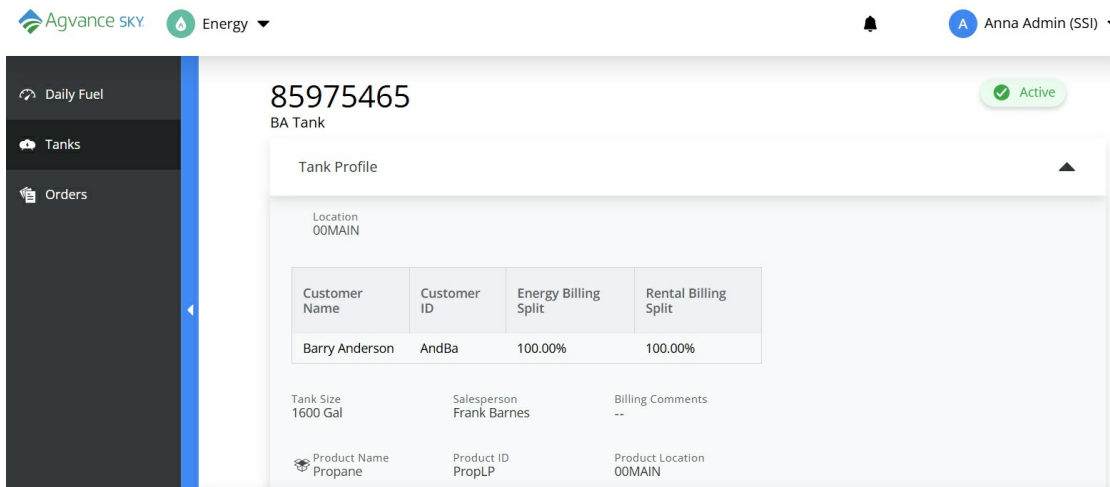 Agvance SKY
Energy
A
Anna Admin (SSI)
Daily Fuel
Tanks
Orders
85975465
BA Tank
Active
Tank Profile
Location
00MAIN
Customer Name
Customer ID
Energy Billing Split
Rental Billing Split
Barry Anderson AndBa 100.00% 100.00%
Tank Size
1600 Gal
Salesperson
Frank Barnes
Billing Comments
--
Product Name
Propane
Product ID
PropLP
Product Location
00MAIN